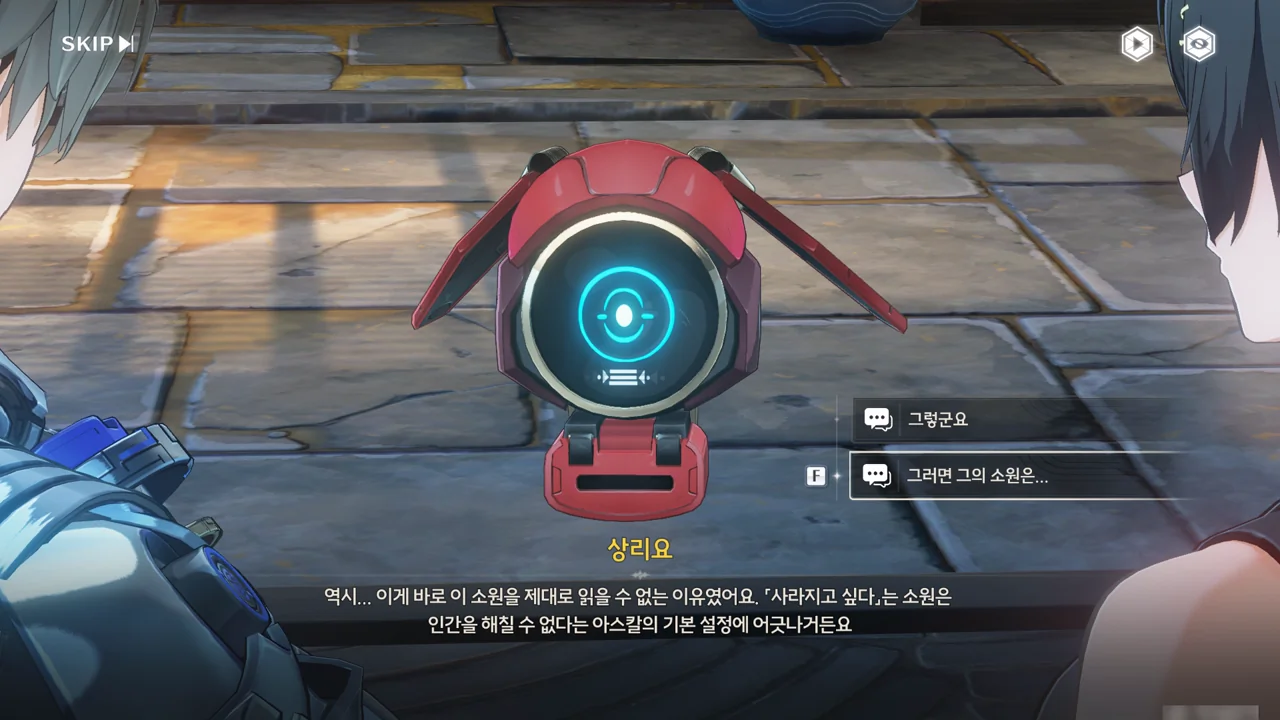 SKIP
그렇군요
F
그러면 그의 소원은...
상리요
역시... 이게 바로 이 소원을 제대로 읽을 수 없는 이유였어요. 「사라지고 싶다」는 소원은
인간을 해칠 수 없다는 아스칼의 기본 설정에 어긋나거든요